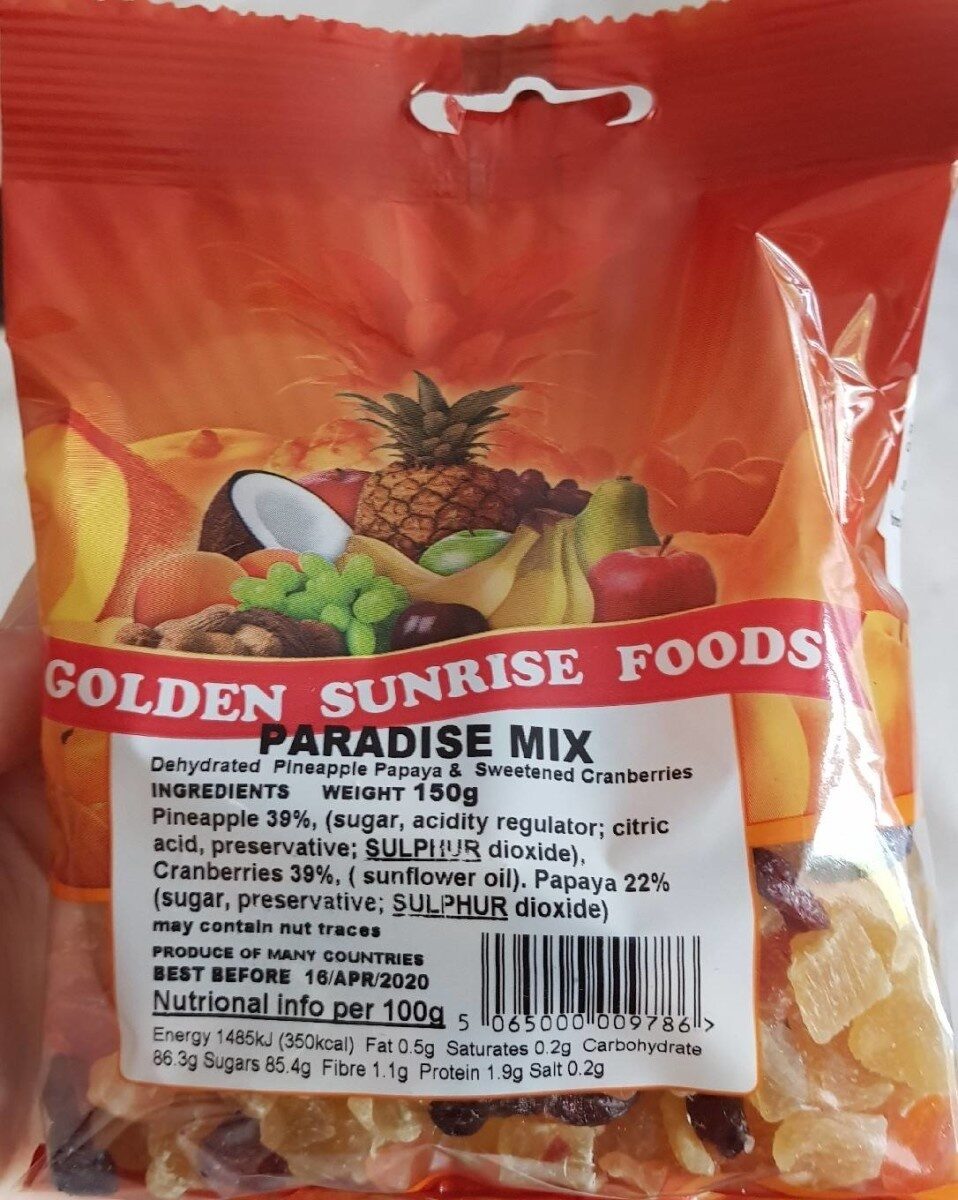 GOLDEN SUNRISE FOODS
PARADISE MIX
Dehydrated Pineapple Papaya & Sweetened Cranberries
INGREDIENTS WEIGHT 150g
Pineapple 39%, (sugar, acidity regulator; citric
acid, preservative; SULPHUR dioxide),
Cranberries 39%, ( sunflower oil). Papaya 22%
(sugar, preservative; SULPHUR dioxide)
may contain nut traces
PRODUCE OF MANY COUNTRIES
BEST BEFORE 16/APR/2020
Nutrional info per 100g
5 065000 009786 >
Energy 1485kJ (350kcal) Fat 0.5g Saturates 0.2g Carbohydrate
86.3g Sugars 85.4g Fibre 1.1g Protein 1.9g Salt 0.2g